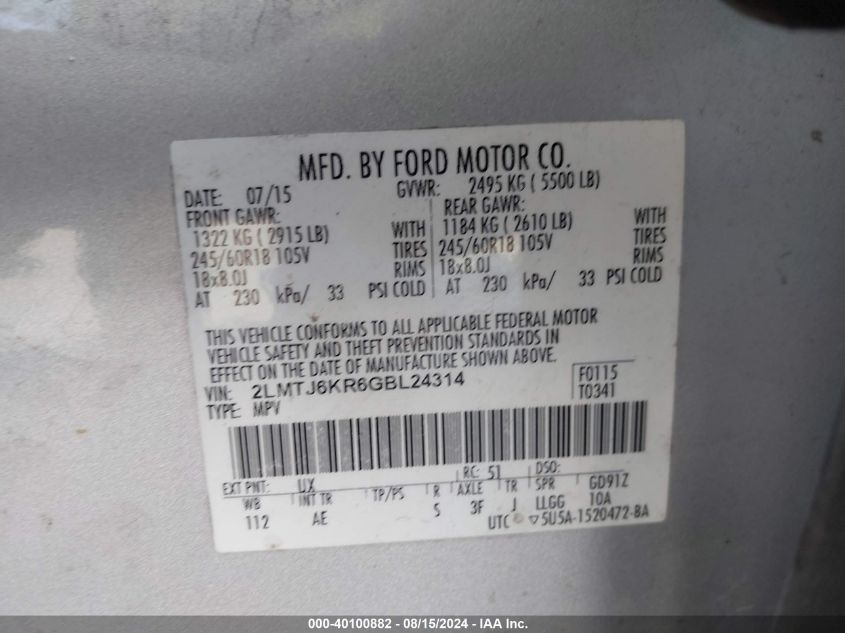 MFD. BY FORD MOTOR CO.
DATE: 07/15 GVWR: 2495 KG ( 5500 LB)
FRONT GAWR: REAR GAWR:
1322 KG ( 2915 LB) WITH 1184 KG ( 2610 LB) WITH
245/60R18 105V TIRES 245/60R18 105V TIRES
18x8.0J RIMS 18x8.0J RIMS
AT 230 kPa/ 33 PSI COLD AT 230 kPa/ 33 PSI COLD
THIS VEHICLE CONFORMS TO ALL APPLICABLE FEDERAL MOTOR
VEHICLE SAFETY AND THEFT PREVENTION STANDARDS IN
EFFECT ON THE DATE OF MANUFACTURE SHOWN ABOVE.
VIN: 2LMTJ6KR6GBL24314 F0115
TYPE: MPV T0341
EXT PNT: UX RC: 51 DSO:
WB INT TR TP/PS R AXLE TR SPR GD91Z
112 AE 5 3F J LLGG 10A
UTC ▽5U5A-1520472-BA
000-40100882 - 08/15/2024 - IAA Inc.